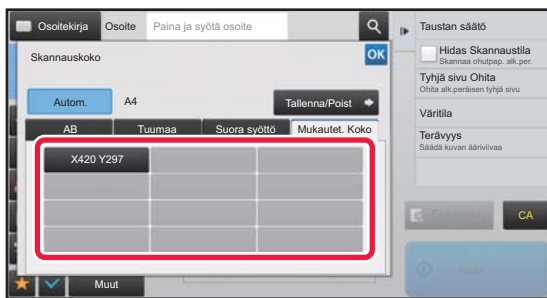 Osoitekirja
Osoite
Paina ja syötä osoite
Taustan säätö
Skannauskoko
OK
Hidas Skannaustila
Skannaa ohutpap. alk.per.
Tyhjä sivu Ohita
Ohita alk.peräisen tyhjä sivu
Autom.
A4
Tallenna/Poist
Väritila
AB
Tuumaa
Suora syöttö
Mukautet. Koko
Terävyys
Säädä kuvan ääriviivaa
X420 Y297
CA
Muut